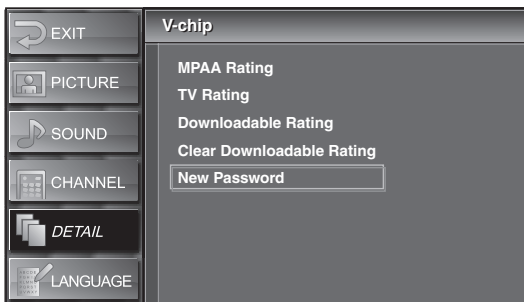 EXIT
PICTURE
SOUND
CHANNEL
DETAIL
LANGUAGE
V-chip
MPAA Rating
TV Rating
Downloadable Rating
Clear Downloadable Rating
New Password